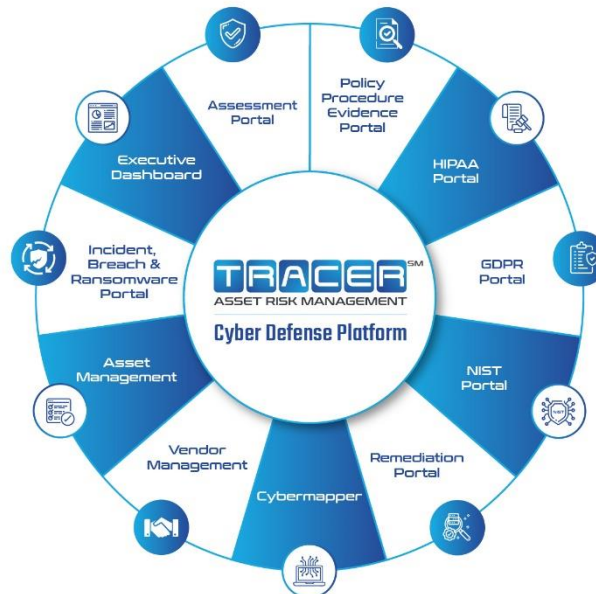 Assessment
Portal
Policy
Procedure
Evidence
Portal
HIPAA
Portal
GDPR
Portal
NIST
Portal
NIST
Remediation
Portal
Cybermapper
Vendor
Management
Asset
Management
Incident,
Breach &
Ransomware
Portal
Executive
Dashboard
TRACER SM
ASSET RISK MANAGEMENT
Cyber Defense Platform